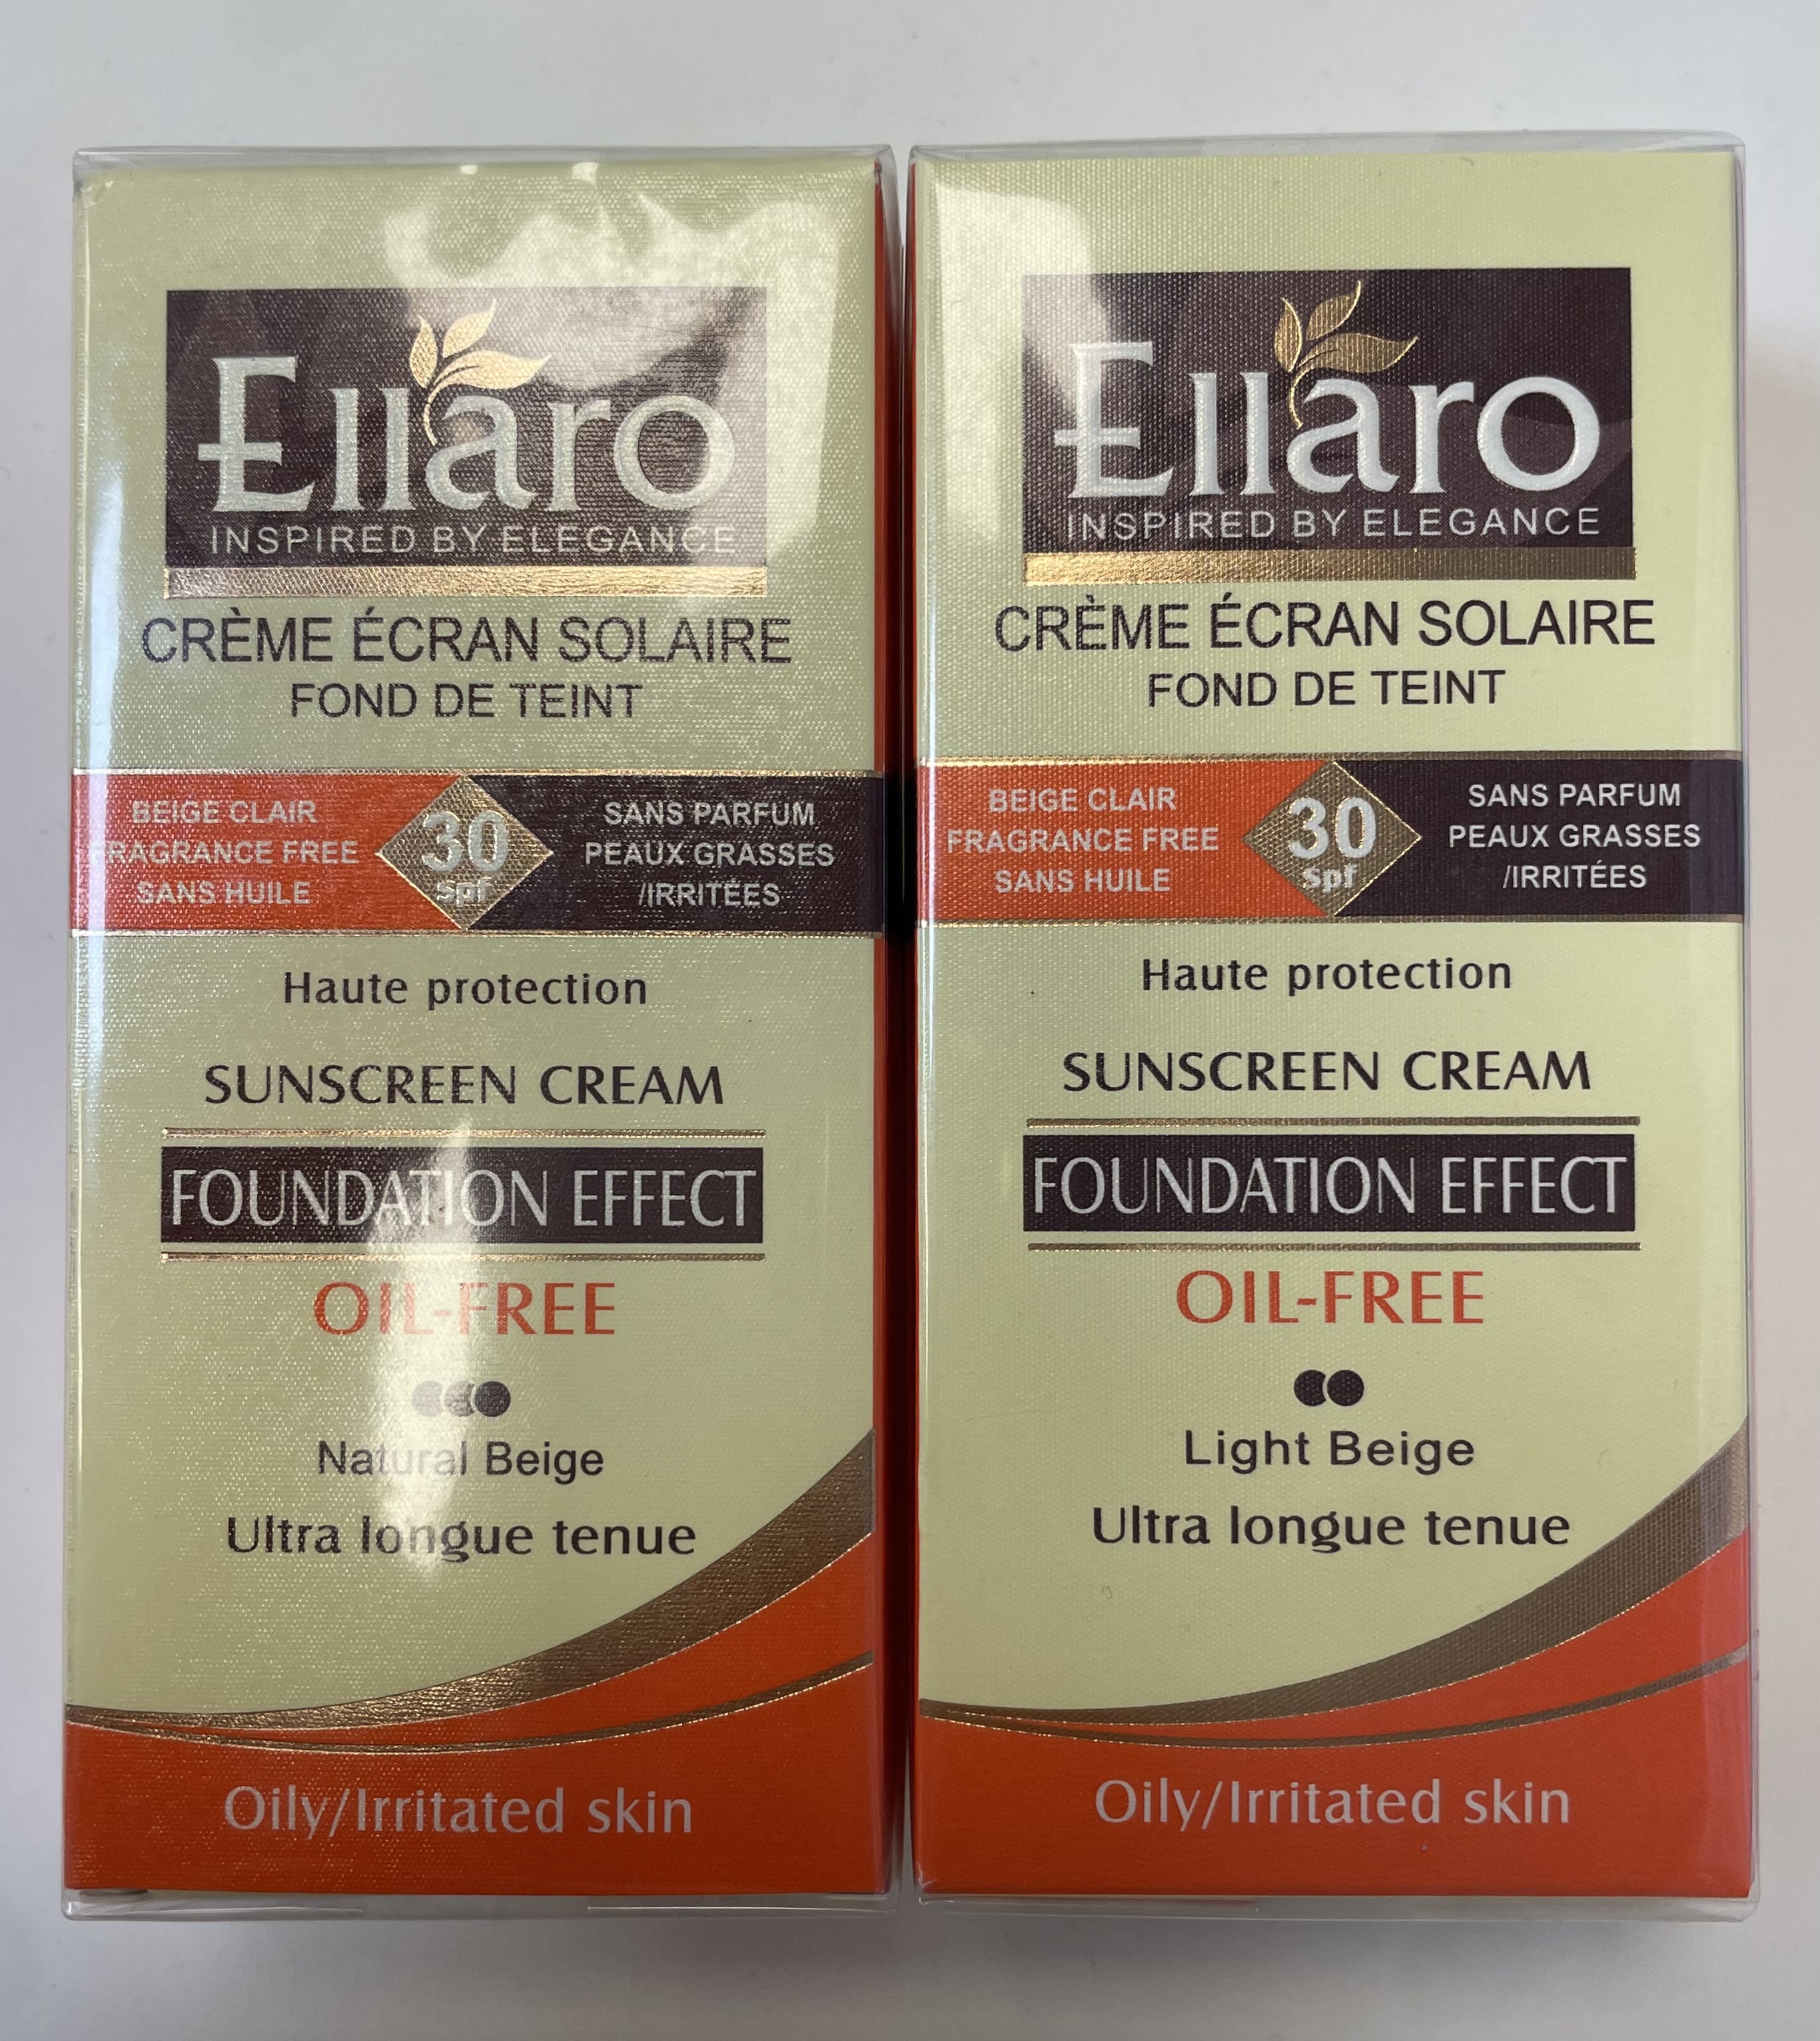 Ellaro
INSPIRED BY ELEGANCE
CRÈME ÉCRAN SOLAIRE
FOND DE TEINT
BEIGE CLAIR
FRAGRANCE FREE
SANS HUILE
30
spf
SANS PARFUM
PEAUX GRASSES
/IRRITÉES
Haute protection
SUNSCREEN CREAM
FOUNDATION EFFECT
OIL-FREE
Natural Beige
Ultra longue tenue
Oily/Irritated skin
Ellaro
INSPIRED BY ELEGANCE
CRÈME ÉCRAN SOLAIRE
FOND DE TEINT
BEIGE CLAIR
FRAGRANCE FREE
SANS HUILE
30
spf
SANS PARFUM
PEAUX GRASSES
/IRRITÉES
Haute protection
SUNSCREEN CREAM
FOUNDATION EFFECT
OIL-FREE
Light Beige
Ultra longue tenue
Oily/Irritated skin